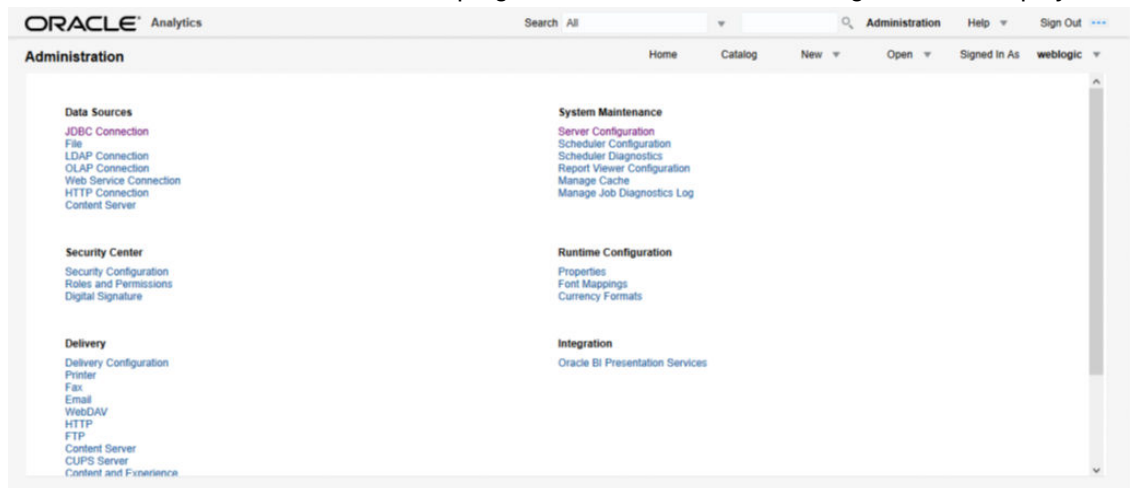 ORACLE Analytics Search All Administration Help Sign Out
Administration Home Catalog New Open Signed In As weblogic
Data Sources
JDBC Connection
File
LDAP Connection
OLAP Connection
Web Service Connection
HTTP Connection
Content Server
System Maintenance
Server Configuration
Scheduler Configuration
Scheduler Diagnostics
Report Viewer Configuration
Manage Cache
Manage Job Diagnostics Log
Security Center
Security Configuration
Roles and Permissions
Digital Signature
Runtime Configuration
Properties
Font Mappings
Currency Formats
Delivery
Delivery Configuration
Printer
Fax
Email
WebDAV
HTTP
FTP
Content Server
CUPS Server
Content and Experience
Integration
Oracle BI Presentation Services